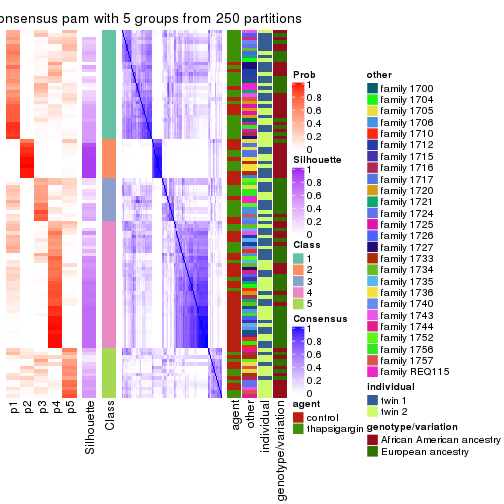 onsensus pam with 5 groups from 250 partitions
p1
p2
p3
p4
p5
Silhouette
Class
agent
other
individual
genotype/variation
Prob
1
0.8
0.6
0.4
0.2
0
Silhouette
1
0.8
0.6
0.4
0.2
0
Class
1
2
3
4
5
Consensus
1
0.8
0.6
0.4
0.2
0
agent
control
thapsigargin
other
family 1700
family 1704
family 1705
family 1706
family 1710
family 1712
family 1715
family 1716
family 1717
family 1720
family 1721
family 1724
family 1725
family 1726
family 1727
family 1733
family 1734
family 1735
family 1736
family 1740
family 1743
family 1744
family 1752
family 1756
family 1757
family REQ115
individual
twin 1
twin 2
genotype/variation
African American ancestry
European ancestry